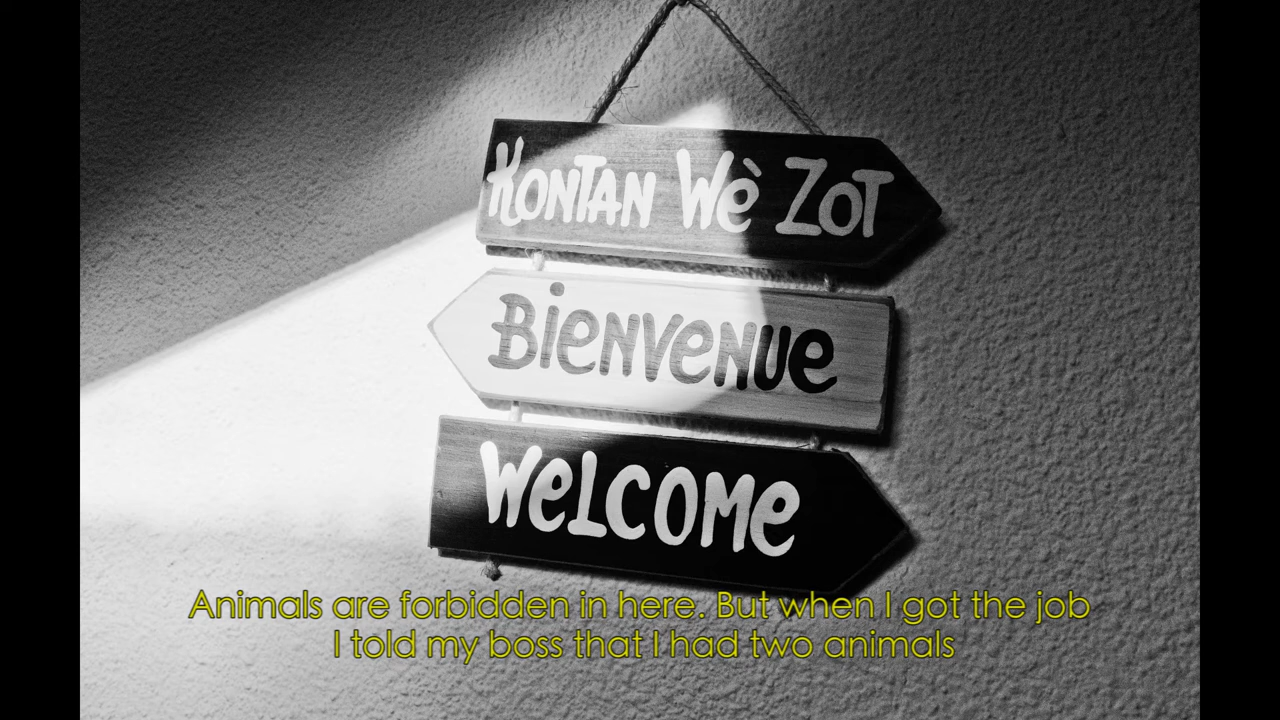 Kontan Wè Zot
Bienvenue
Welcome
Animals are forbidden in here. But when I got the job
I told my boss that I had two animals